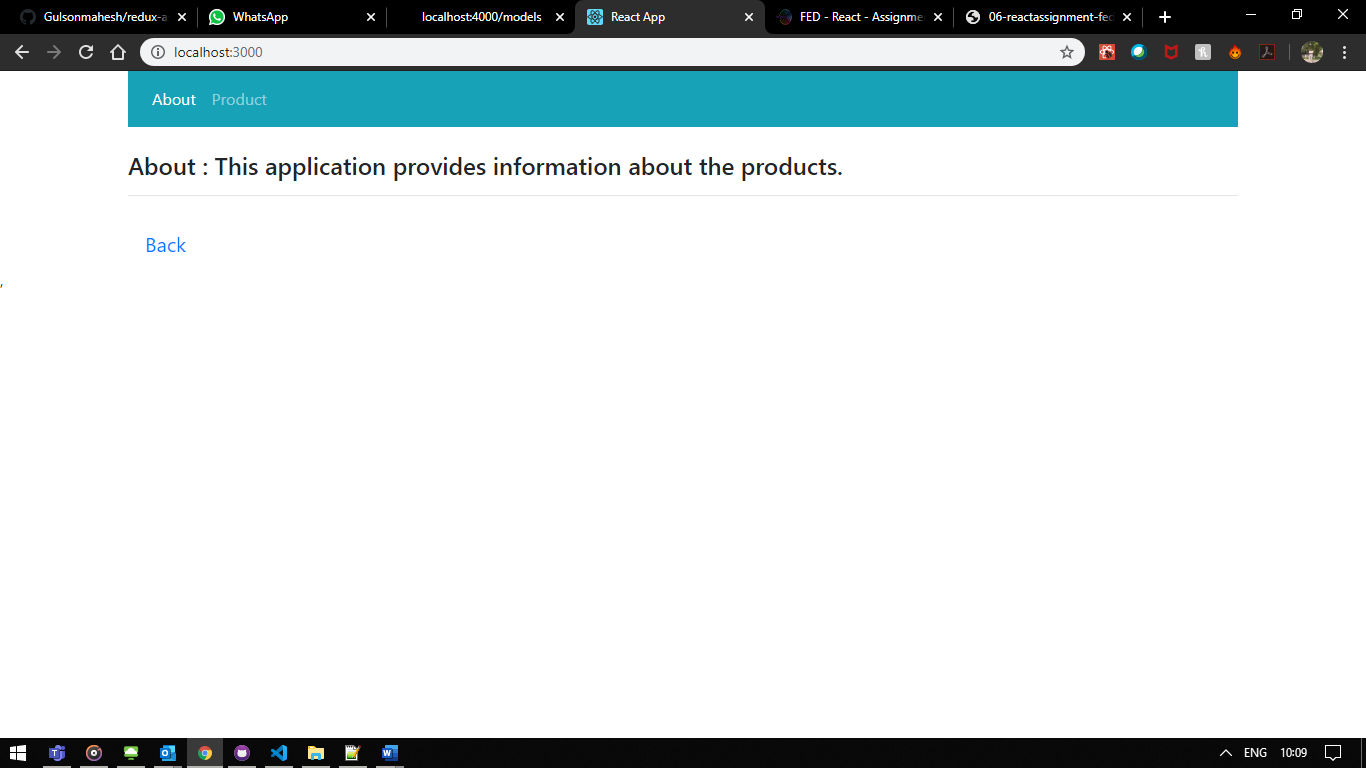 Gulsonmahesh/redux-a
WhatsApp
localhost:4000/models
React App
FED - React - Assignme
06-reactassignment-fed
localhost:3000
About Product
About : This application provides information about the products.
Back
,
ENG 10:09